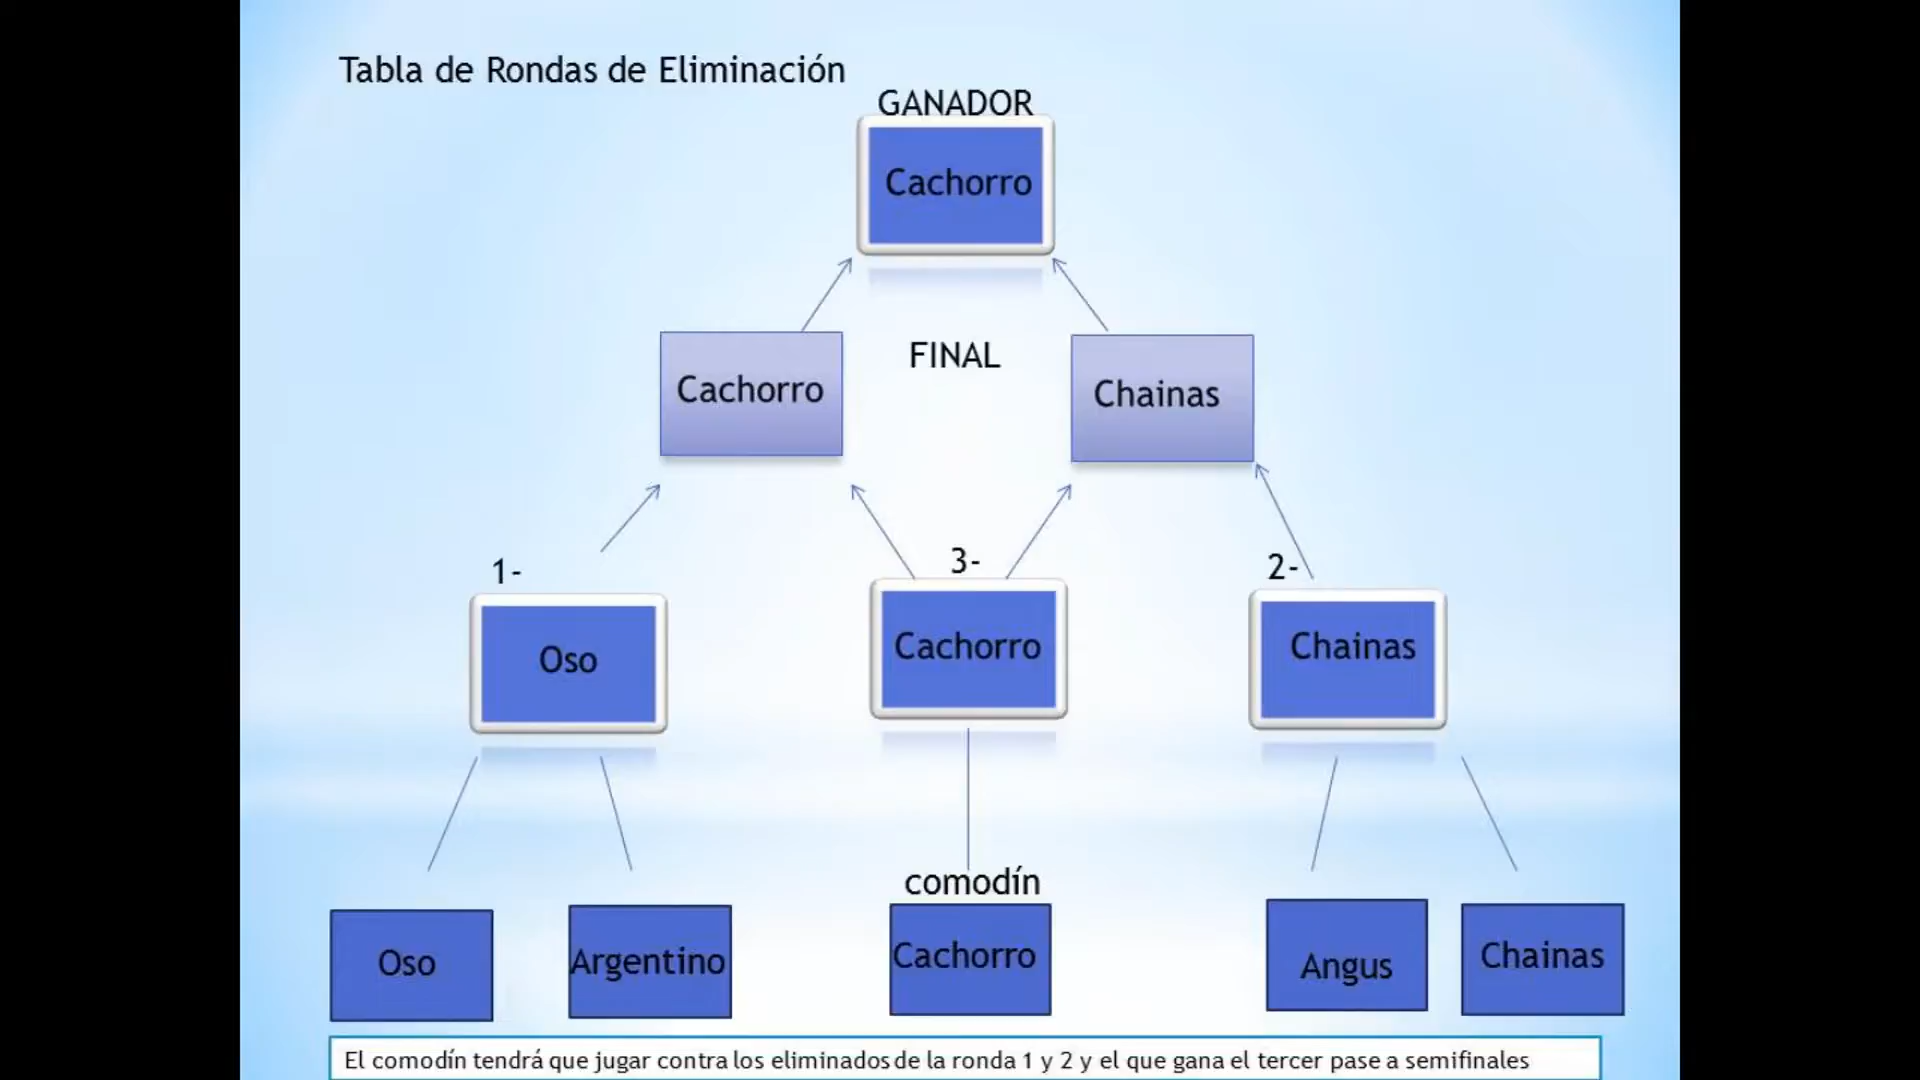 Tabla de Rondas de Eliminación
GANADOR
Cachorro
Cachorro
FINAL
Chainas
1-
3-
2-
Oso
Cachorro
Chainas
comodín
Oso
Argentino
Cachorro
Angus
Chainas
El comodín tendrá que jugar contra los eliminados de la ronda 1 y 2 y el que gana el tercer pase a semifinales